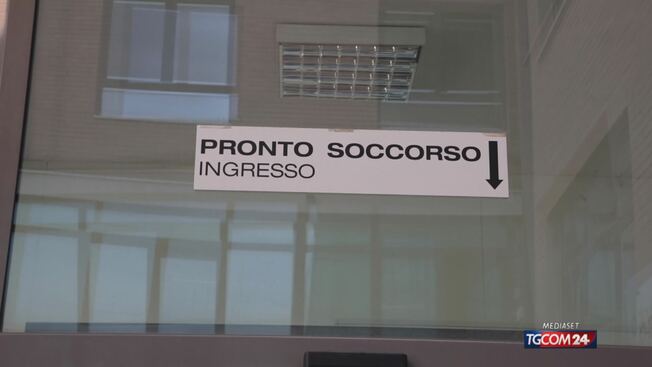 PRONTO SOCCORSO
INGRESSO
MEDIASET
TGCOM24